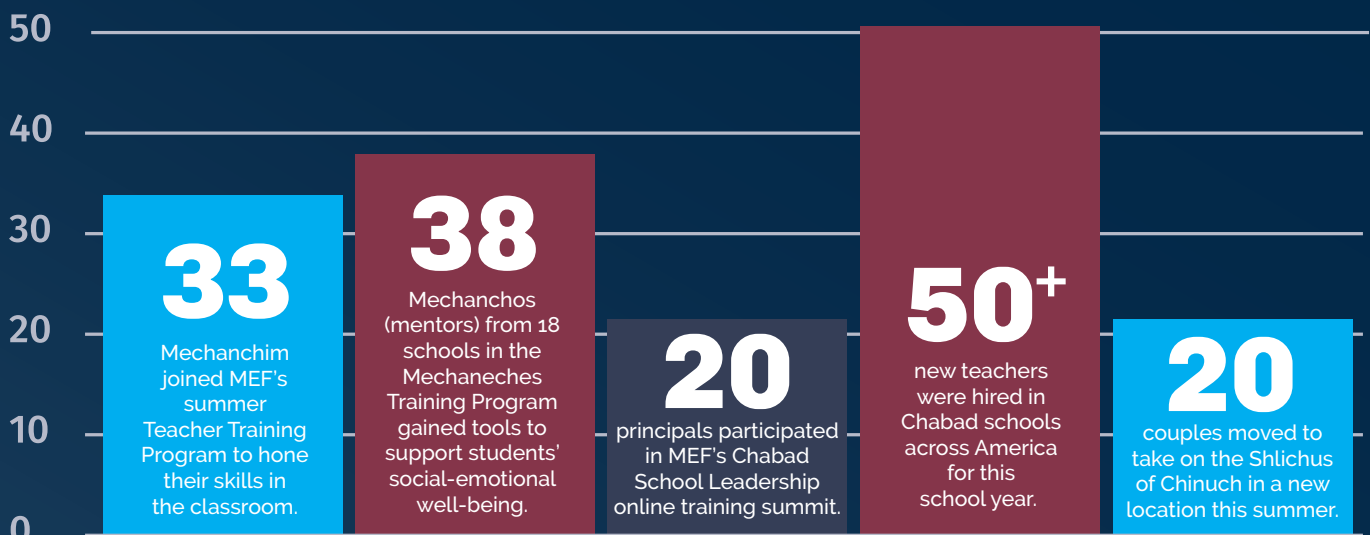 50
40
30
20
10
0
33
Mechanchim
joined MEF's
summer
Teacher Training
Program to hone
their skills in
the classroom.
38
Mechanchos
(mentors) from 18
schools in the
Mechaneches
Training Program
gained tools to
support students'
social-emotional
well-being.
20
principals participated
in MEF's Chabad
School Leadership
online training summit.
50+
new teachers
were hired in
Chabad schools
across America
for this
school year.
20
couples moved to
take on the Shlichus
of Chinuch in a new
location this summer.